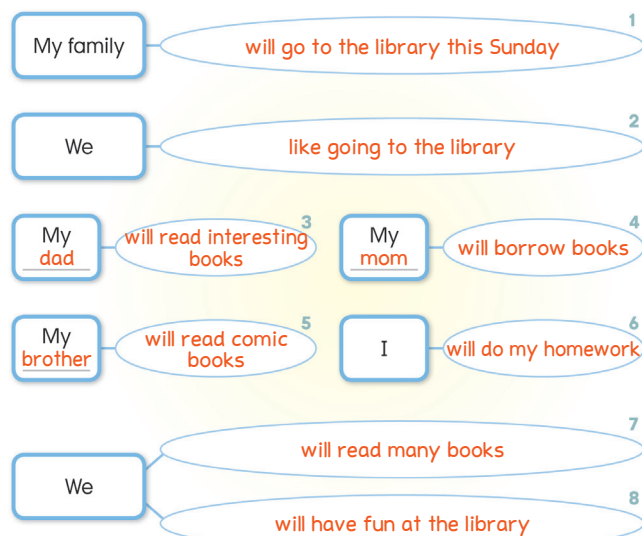 1
My family will go to the library this Sunday
2
We like going to the library
3
My will read interesting
dad books
4
My
mom will borrow books
5
My will read comic
brother books
6
I will do my homework
7
will read many books
We
8
will have fun at the library